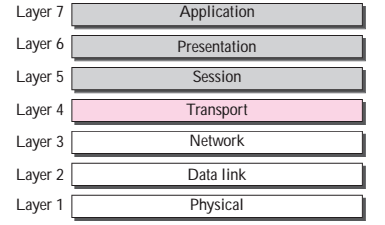 Layer 7 Application
Layer 6 Presentation
Layer 5 Session
Layer 4 Transport
Layer 3 Network
Layer 2 Data link
Layer 1 Physical